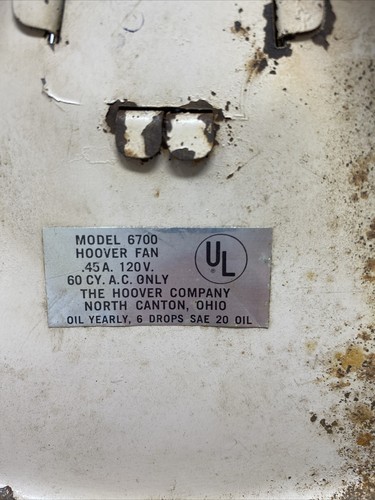 MODEL 6700
HOOVER FAN
.45A. 120V.
60 CY. A.C. ONLY
THE HOOVER COMPANY
NORTH CANTON, OHIO
OIL YEARLY, 6 DROPS SAE 20 OIL
UL
®